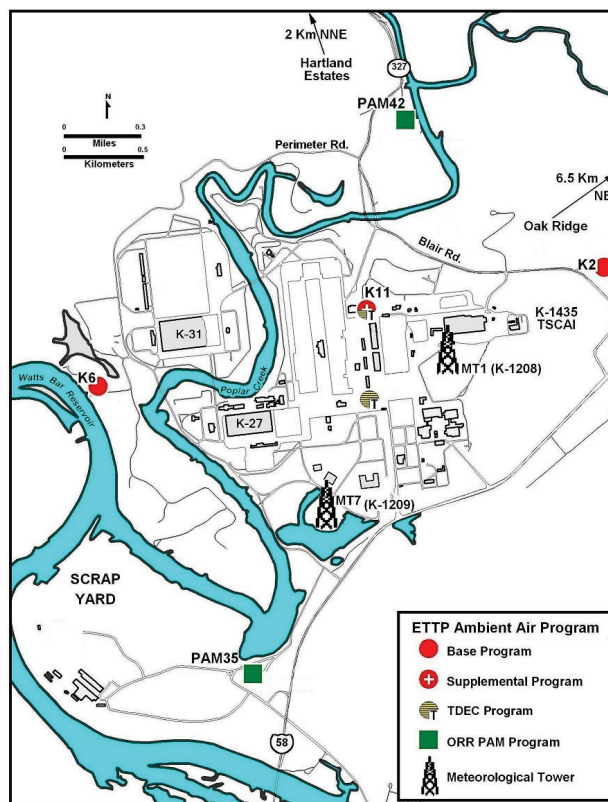 2 Km NNE
Hartland
Estates
327
PAM42
N
0 0.3
Miles
0 0.5
Kilometers
Perimeter Rd.
6.5 Km
NE
Oak Ridge
Blair Rd.
K2
K11
K-1435
TSCAI
K-31
MT1 (K-1208)
K6
Watts Bar
Reservoir
Poplar Creek
K-27
MT7 (K-1209)
SCRAP
YARD
PAM35
58
ETTP Ambient Air Program
Base Program
Supplemental Program
T TDEC Program
ORR PAM Program
Meteorological Tower